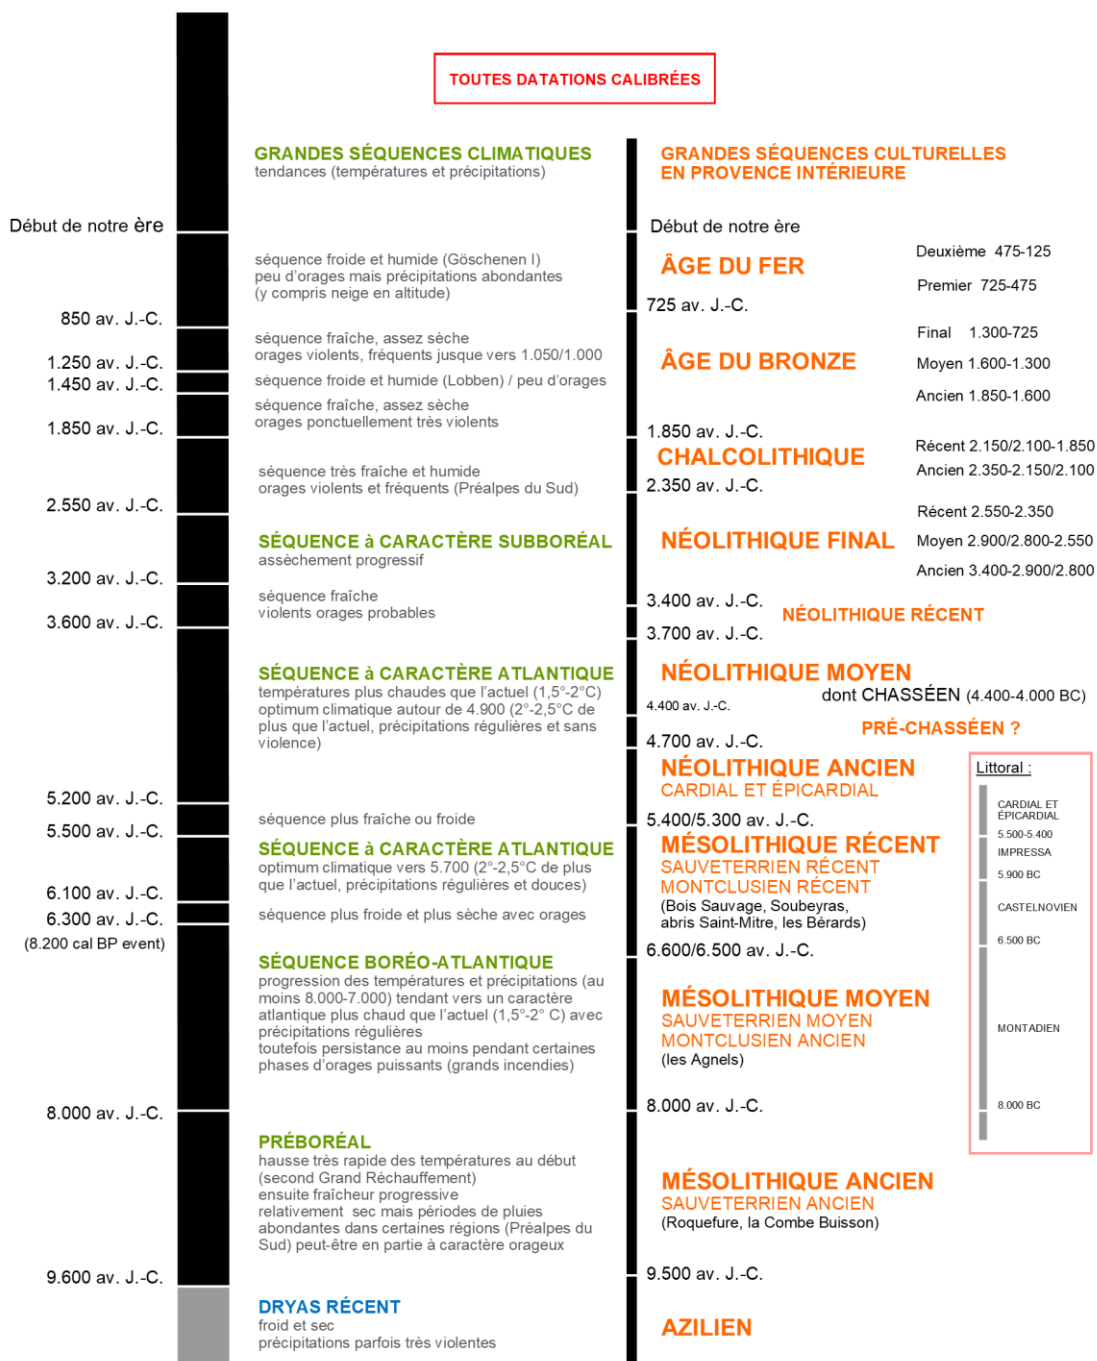 TOUTES DATATIONS CALIBRÉES
GRANDES SÉQUENCES CLIMATIQUES
tendances (températures et précipitations)
GRANDES SÉQUENCES CULTURELLES
EN PROVENCE INTÉRIEURE
Début de notre ère
séquence froide et humide (Göschenen I)
peu d'orages mais précipitations abondantes
(y compris neige en altitude)
850 av. J.-C.
séquence fraîche, assez sèche
orages violents, fréquents jusque vers 1.050/1.000
1.250 av. J.-C.
séquence froide et humide (Lobben) / peu d'orages
1.450 av. J.-C.
séquence fraîche, assez sèche
orages ponctuellement très violents
1.850 av. J.-C.
séquence très fraîche et humide
orages violents et fréquents (Préalpes du Sud)
2.550 av. J.-C.
SÉQUENCE à CARACTÈRE SUBBORÉAL
assèchement progressif
3.200 av. J.-C.
séquence fraîche
violents orages probables
3.600 av. J.-C.
SÉQUENCE à CARACTÈRE ATLANTIQUE
températures plus chaudes que l'actuel (1,5°-2°C)
optimum climatique autour de 4.900 (2°-2,5°C de
plus que l'actuel, précipitations régulières et sans
violence)
5.200 av. J.-C.
séquence plus fraîche ou froide
5.500 av. J.-C.
SÉQUENCE à CARACTÈRE ATLANTIQUE
optimum climatique vers 5.700 (2°-2,5°C de plus
que l'actuel, précipitations régulières et douces)
6.100 av. J.-C.
séquence plus froide et plus sèche avec orages
6.300 av. J.-C.
(8.200 cal BP event)
SÉQUENCE BORÉO-ATLANTIQUE
progression des températures et précipitations (au
moins 8.000-7.000) tendant vers un caractère
atlantique plus chaud que l'actuel (1,5°-2° C) avec
précipitations régulières
toutefois persistance au moins pendant certaines
phases d'orages puissants (grands incendies)
8.000 av. J.-C.
PRÉBORÉAL
hausse très rapide des températures au début
(second Grand Réchauffement)
ensuite fraîcheur progressive
relativement sec mais périodes de pluies
abondantes dans certaines régions (Préalpes du
Sud) peut-être en partie à caractère orageux
9.600 av. J.-C.
DRYAS RÉCENT
froid et sec
précipitations parfois très violentes
Début de notre ère
ÂGE DU FER
Deuxième 475-125
Premier 725-475
725 av. J.-C.
ÂGE DU BRONZE
Final 1.300-725
Moyen 1.600-1.300
Ancien 1.850-1.600
1.850 av. J.-C.
CHALCOLITHIQUE
Récent 2.150/2.100-1.850
Ancien 2.350-2.150/2.100
2.350 av. J.-C.
NÉOLITHIQUE FINAL
Récent 2.550-2.350
Moyen 2.900/2.800-2.550
Ancien 3.400-2.900/2.800
3.400 av. J.-C.
NÉOLITHIQUE RÉCENT
3.700 av. J.-C.
NÉOLITHIQUE MOYEN
dont CHASSÉEN (4.400-4.000 BC)
4.400 av. J.-C.
PRÉ-CHASSÉEN ?
4.700 av. J.-C.
NÉOLITHIQUE ANCIEN
CARDIAL ET ÉPICARDIAL
5.400/5.300 av. J.-C.
MÉSOLITHIQUE RÉCENT
SAUVETERRIEN RÉCENT
MONTCLUSIEN RÉCENT
(Bois Sauvage, Soubeyras,
abris Saint-Mitre, les Bérards)
6.600/6.500 av. J.-C.
MÉSOLITHIQUE MOYEN
SAUVETERRIEN MOYEN
MONTCLUSIEN ANCIEN
(les Agnels)
8.000 av. J.-C.
MÉSOLITHIQUE ANCIEN
SAUVETERRIEN ANCIEN
(Roquefure, la Combe Buisson)
9.500 av. J.-C.
AZILIEN
Littoral :
CARDIAL ET
ÉPICARDIAL
5.500-5.400
IMPRESSA
5.900 BC
CASTELNOVIEN
6.500 BC
MONTADIEN
8.000 BC